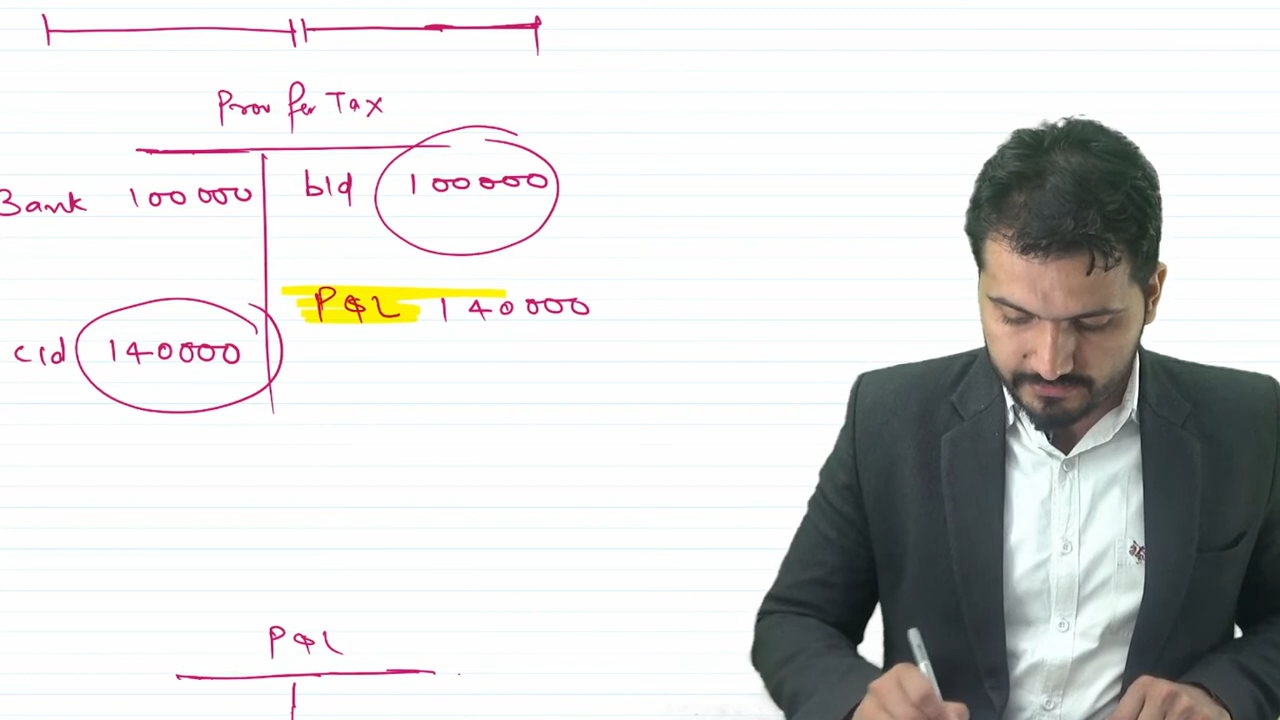 Prov for Tax
Bank 100000 b/d 100000
P&L 140000
c/d 140000
P&L